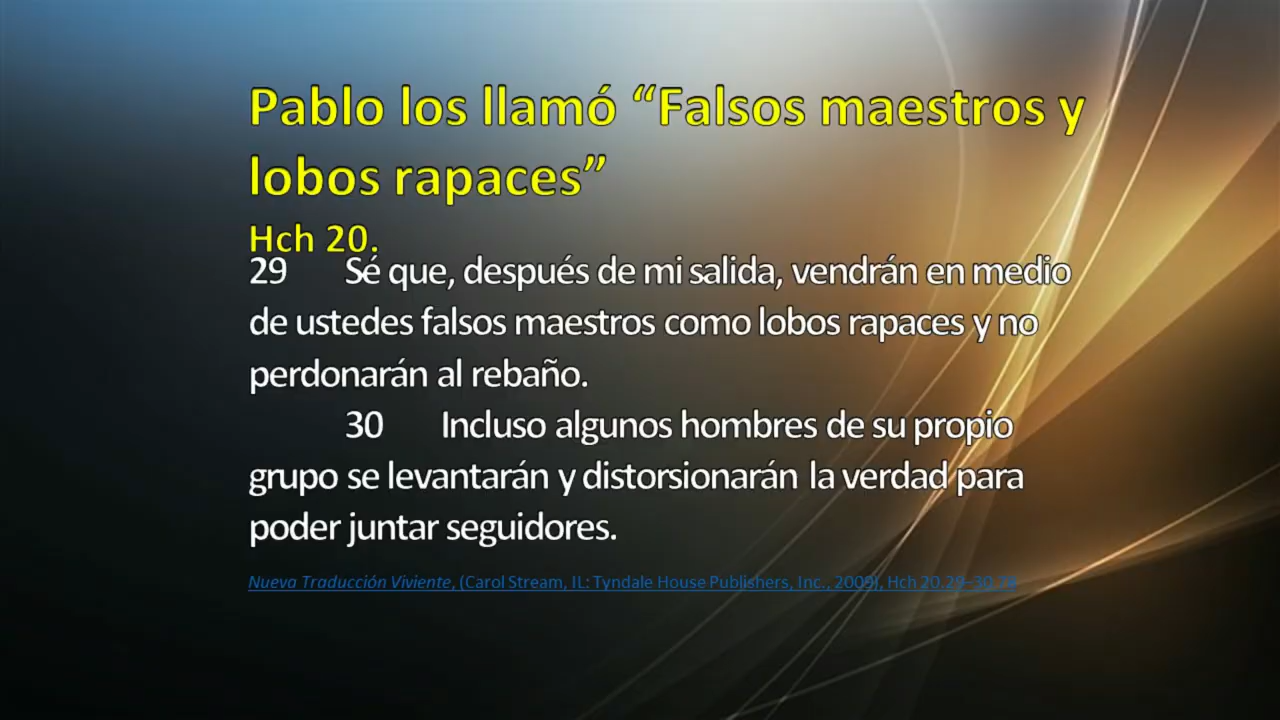 Pablo los llamó “Falsos maestros y
lobos rapaces”
Hch 20.
29 Sé que, después de mi salida, vendrán en medio
de ustedes falsos maestros como lobos rapaces y no
perdonarán al rebaño.
30 Incluso algunos hombres de su propio
grupo se levantarán y distorsionarán la verdad para
poder juntar seguidores.
Nueva Traducción Viviente, (Carol Stream, IL: Tyndale House Publishers, Inc., 2009), Hch 20.29–30.